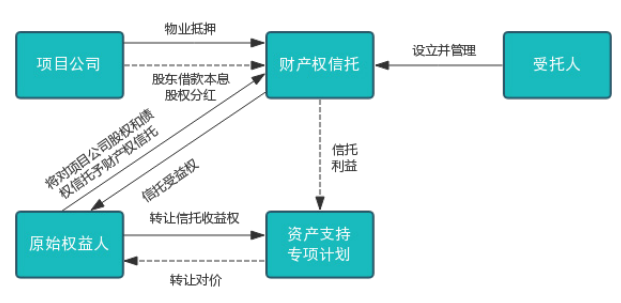 物业抵押
项目公司
财产权信托
设立并管理
受托人
股东借款本息
股权分红
将对项目公司股权和债
权信托予财产权信托
信托受益权
信托
利益
原始权益人
转让信托收益权
资产支持
专项计划
转让对价